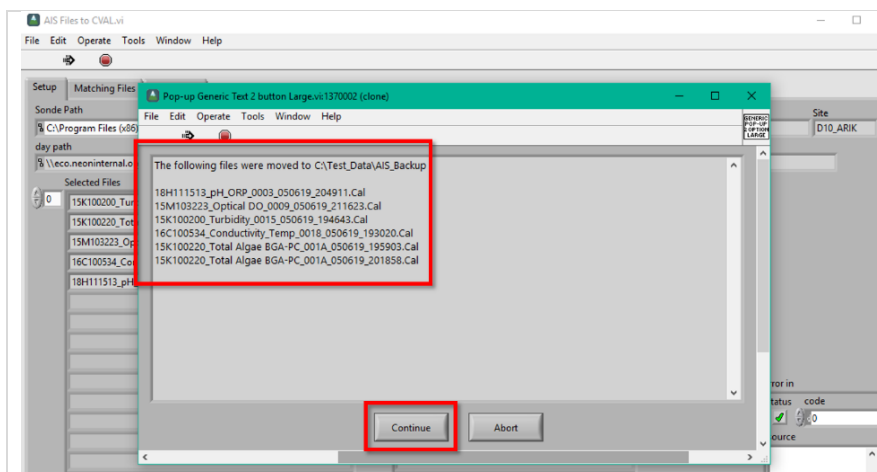 AIS Files to CVAL.vi
File Edit Operate Tools Window Help
Setup Matching Files
Sonde Path
C:\Program Files (x86)
day path
\\eco.neoninternal.o
Selected Files
0
15K100200_Tur
15K100220_Tot
15M103223_Op
16C100534_Co
18H111513_pH_
Pop-up Generic Text 2 button Large.vi:1370002 (clone)
File Edit Operate Tools Window Help
GENERIC
POP-UP
2 OPTION
LARGE
The following files were moved to C:\Test_Data\AIS_Backup
18H111513_pH_ORP_0003_050619_204911.Cal
15M103223_Optical DO_0009_050619_211623.Cal
15K100200_Turbidity_0015_050619_194643.Cal
16C100534_Conductivity_Temp_0018_050619_193020.Cal
15K100220_Total Algae BGA-PC_001A_050619_195903.Cal
15K100220_Total Algae BGA-PC_001A_050619_201858.Cal
Continue Abort
Site
D10_ARIK
ror in
tatus code
0
ource